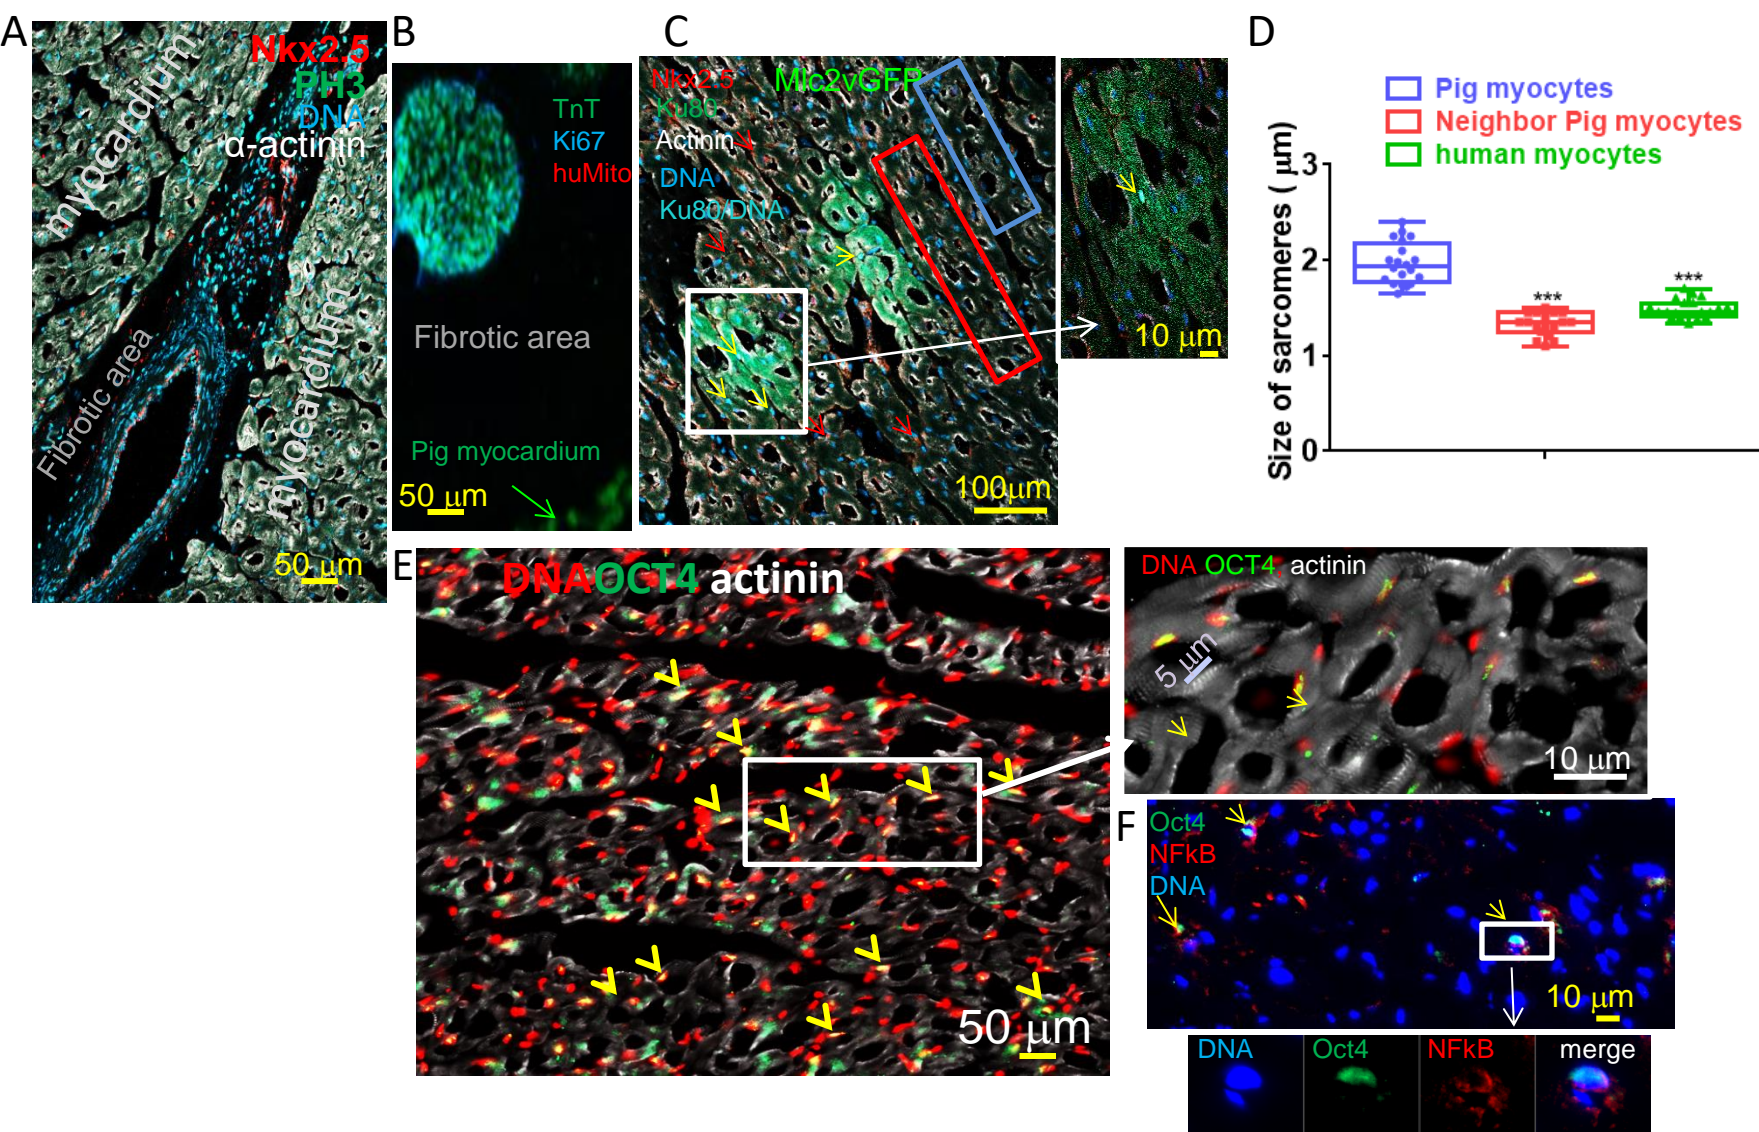 A
Nkx2.5
PH3
DNA
α-actinin
myocardium
Fibrotic area
myocardium
50 μm
B
TnT
Ki67
huMito
Fibrotic area
Pig myocardium
50 μm
C
Nkx2.5
Mlc2vGFP
Ku80
Actinin
DNA
Ku80/DNA
100μm
10 μm
D
Pig myocytes
Neighbor Pig myocytes
human myocytes
Size of sarcomeres ( μm)
3
2
1
0
***
***
E
DNA OCT4 actinin
50 μm
DNA OCT4, actinin
5 μm
10 μm
F
Oct4
NFkB
DNA
10 μm
DNA Oct4 NFkB merge